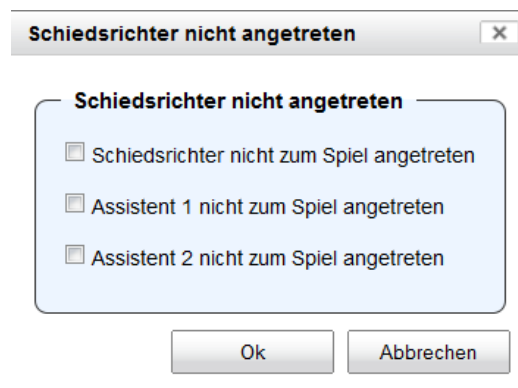 Schiedsrichter nicht angetreten
Schiedsrichter nicht angetreten
Schiedsrichter nicht zum Spiel angetreten
Assistent 1 nicht zum Spiel angetreten
Assistent 2 nicht zum Spiel angetreten
Ok Abbrechen